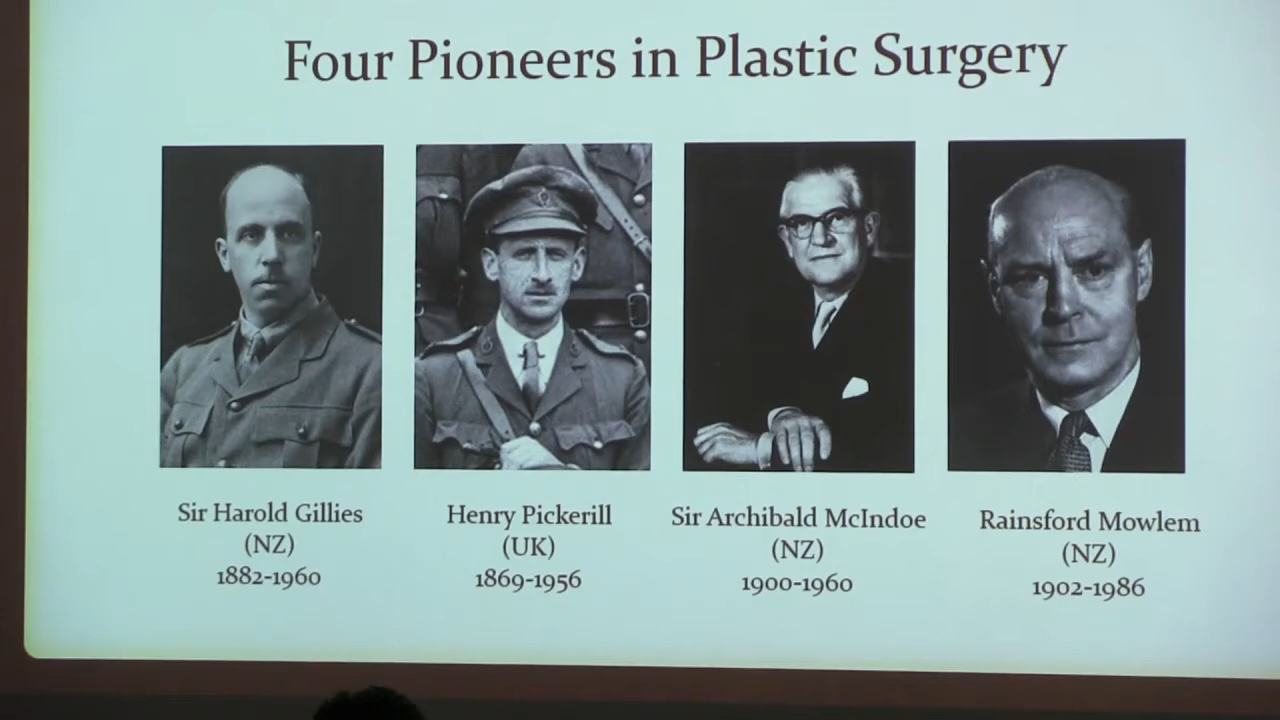 Four Pioneers in Plastic Surgery
Sir Harold Gillies
(NZ)
1882-1960
Henry Pickerill
(UK)
1869-1956
Sir Archibald McIndoe
(NZ)
1900-1960
Rainsford Mowlem
(NZ)
1902-1986